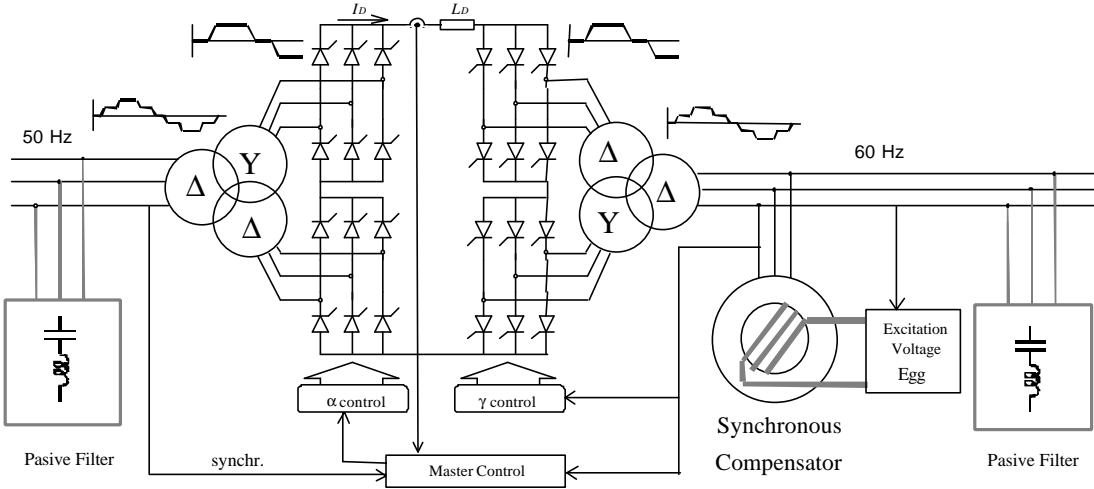 I_D
L_D
50 Hz
60 Hz
Y
Δ
Δ
Δ
Δ
Y
Excitation
Voltage
Egg
α control
γ control
Synchronous
Compensator
Pasive Filter
synchr.
Master Control
Pasive Filter